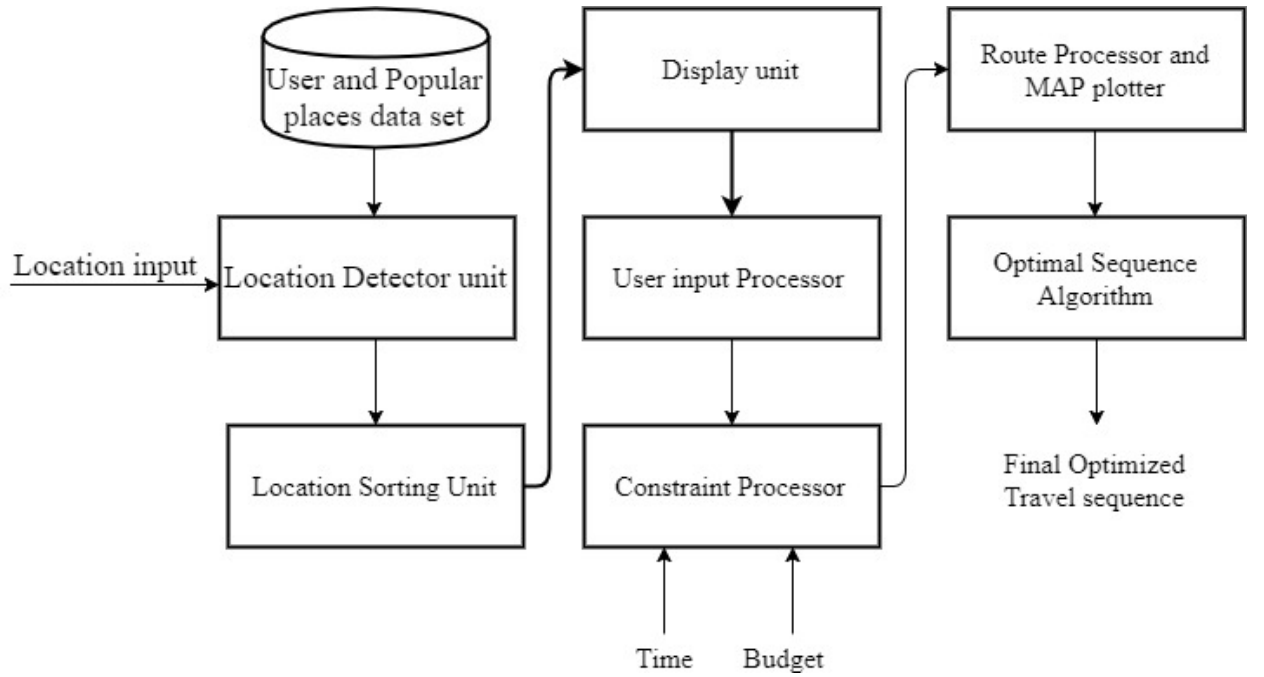 User and Popular
places data set
Location input
Location Detector unit
Location Sorting Unit
Display unit
User input Processor
Constraint Processor
Time
Budget
Route Processor and
MAP plotter
Optimal Sequence
Algorithm
Final Optimized
Travel sequence